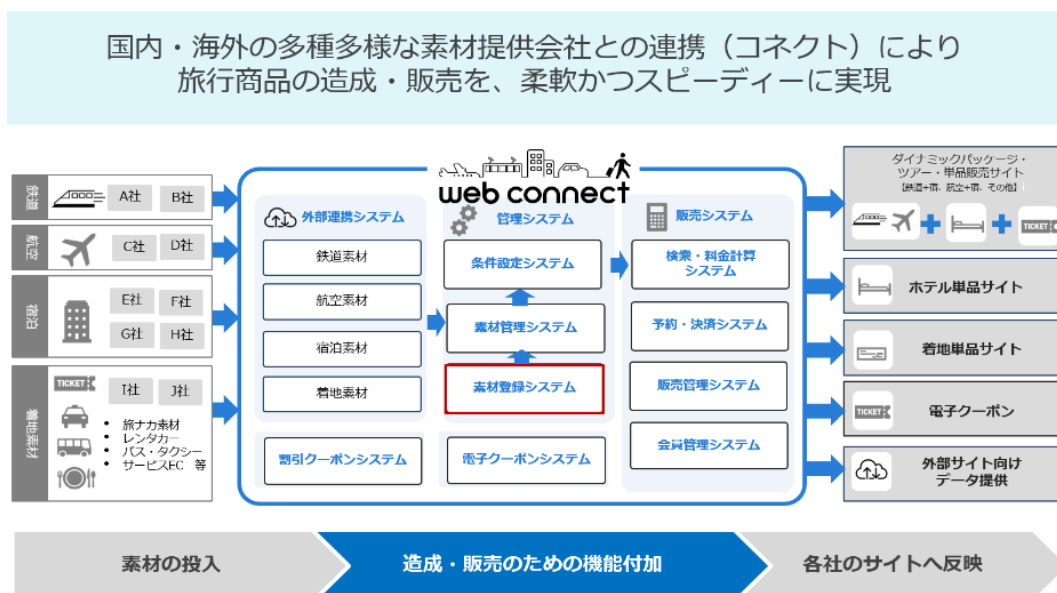 国内・海外の多種多様な素材提供会社との連携（コネクト）により
旅行商品の造成・販売を、柔軟かつスピーディーに実現
鉄道
A社
B社
航空
C社
D社
宿泊
E社
F社
G社
H社
着地素材
TICKET
I社
J社
• 旅ナカ素材
• レンタカー
• バス・タクシー
• サービスEC 等
web connect
外部連携システム
鉄道素材
航空素材
宿泊素材
着地素材
割引クーポンシステム
管理システム
条件設定システム
素材管理システム
素材登録システム
電子クーポンシステム
販売システム
検索・料金計算
システム
予約・決済システム
販売管理システム
会員管理システム
ダイナミックパッケージ・
ツアー・単品販売サイト
【鉄道+宿、航空+宿、その他】
TICKET
ホテル単品サイト
着地単品サイト
TICKET
電子クーポン
外部サイト向け
データ提供
素材の投入
造成・販売のための機能付加
各社のサイトへ反映